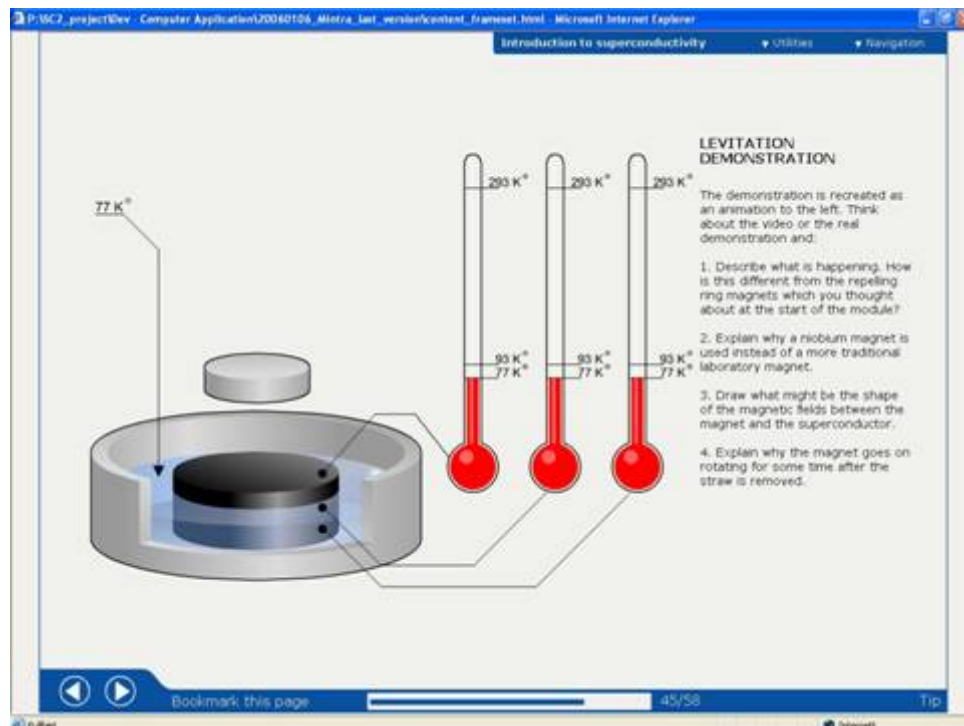 P:\SC2_project\Dev - Computer Application\20060106_Mintra_last_version\content_frameset.html - Microsoft Internet Explorer
Introduction to superconductivity
Utilities
Navigation
77 K°
293 K°
293 K°
293 K°
93 K°
77 K°
93 K°
77 K°
93 K°
77 K°
LEVITATION
DEMONSTRATION
The demonstration is recreated as
an animation to the left. Think
about the video or the real
demonstration and:
1. Describe what is happening. How
is this different from the repelling
ring magnets which you thought
about at the start of the module?
2. Explain why a niobium magnet is
used instead of a more traditional
laboratory magnet.
3. Draw what might be the shape
of the magnetic fields between the
magnet and the superconductor.
4. Explain why the magnet goes on
rotating for some time after the
straw is removed.
Bookmark this page
45/58
Tip
Internet